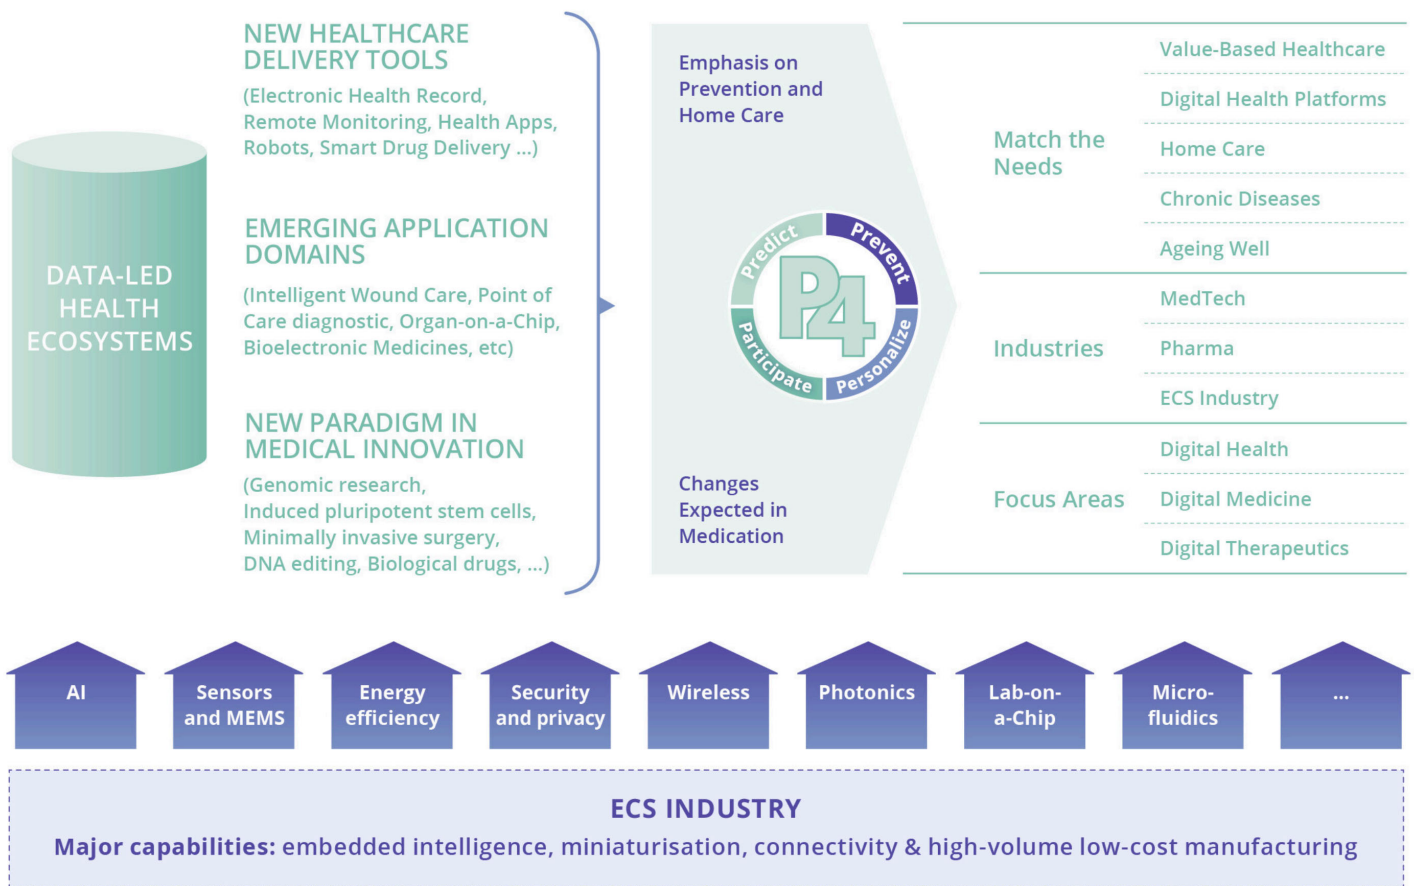 DATA-LED
HEALTH
ECOSYSTEMS
NEW HEALTHCARE
DELIVERY TOOLS
(Electronic Health Record,
Remote Monitoring, Health Apps,
Robots, Smart Drug Delivery ...)
EMERGING APPLICATION
DOMAINS
(Intelligent Wound Care, Point of
Care diagnostic, Organ-on-a-Chip,
Bioelectronic Medicines, etc)
NEW PARADIGM IN
MEDICAL INNOVATION
(Genomic research,
Induced pluripotent stem cells,
Minimally invasive surgery,
DNA editing, Biological drugs, ...)
Emphasis on
Prevention and
Home Care
Predict
Prevent
P4
Participate
Personalize
Changes
Expected in
Medication
Match the
Needs
Value-Based Healthcare
Digital Health Platforms
Home Care
Chronic Diseases
Ageing Well
Industries
MedTech
Pharma
ECS Industry
Focus Areas
Digital Health
Digital Medicine
Digital Therapeutics
AI
Sensors
and MEMS
Energy
efficiency
Security
and privacy
Wireless
Photonics
Lab-on-
a-Chip
Micro-
fluidics
...
ECS INDUSTRY
Major capabilities: embedded intelligence, miniaturisation, connectivity & high-volume low-cost manufacturing